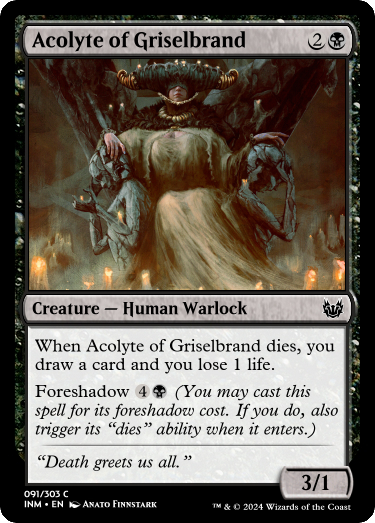 Acolyte of Griselbrand 2
Creature — Human Warlock
When Acolyte of Griselbrand dies, you
draw a card and you lose 1 life.
Foreshadow 4 (You may cast this
spell for its foreshadow cost. If you do, also
trigger its “dies” ability when it enters.)
“Death greets us all.”
3/1
091/303 C
INM • EN Anato Finnstark
™ & © 2024 Wizards of the Coast